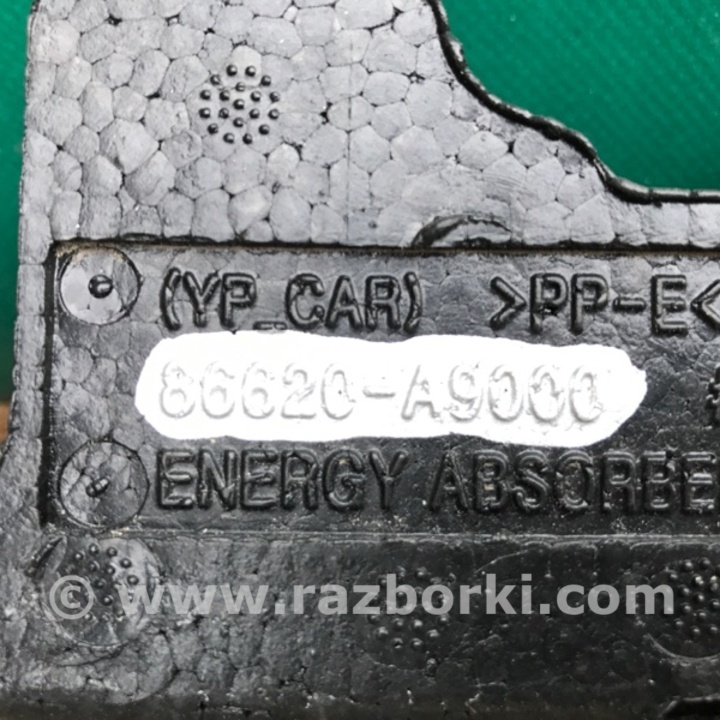 (YP_CAR) >PP-E<
86620-A9000
ENERGY ABSORBE
© www.razborki.com